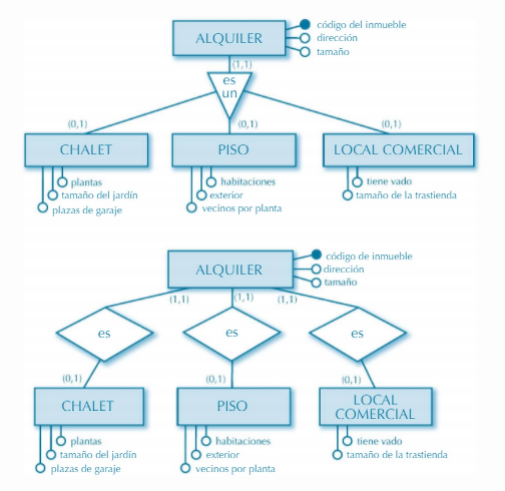 ALQUILER
código del inmueble
dirección
tamaño
(1,1)
es
un
(0,1)
(0,1)
(0,1)
CHALET
PISO
LOCAL COMERCIAL
plantas
tamaño del jardín
plazas de garaje
habitaciones
exterior
vecinos por planta
tiene vado
tamaño de la trastienda
ALQUILER
código de inmueble
dirección
tamaño
(1,1)
(1,1)
(1,1)
es
es
es
(0,1)
(0,1)
(0,1)
CHALET
PISO
LOCAL
COMERCIAL
plantas
tamaño del jardín
plazas de garaje
habitaciones
exterior
vecinos por planta
tiene vado
tamaño de la trastienda